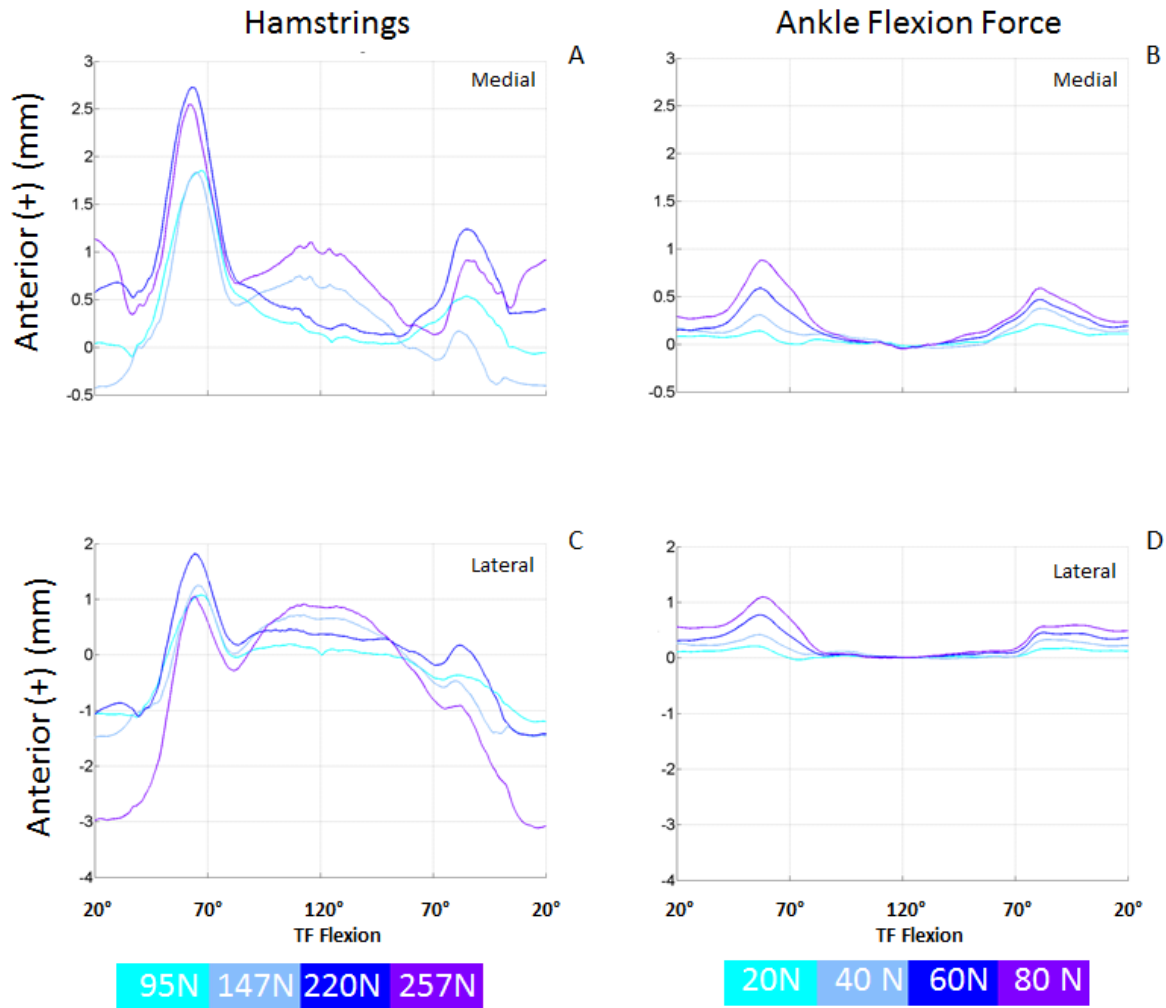 Hamstrings
Ankle Flexion Force
A
B
Medial
Medial
Anterior (+) (mm)
3
2.5
2
1.5
1
0.5
0
-0.5
3
2.5
2
1.5
1
0.5
0
-0.5
C
D
Lateral
Lateral
Anterior (+) (mm)
2
1
0
-1
-2
-3
-4
2
1
0
-1
-2
-3
-4
20° 70° 120° 70° 20°
TF Flexion
20° 70° 120° 70° 20°
TF Flexion
95N 147N 220N 257N
20N 40 N 60N 80 N